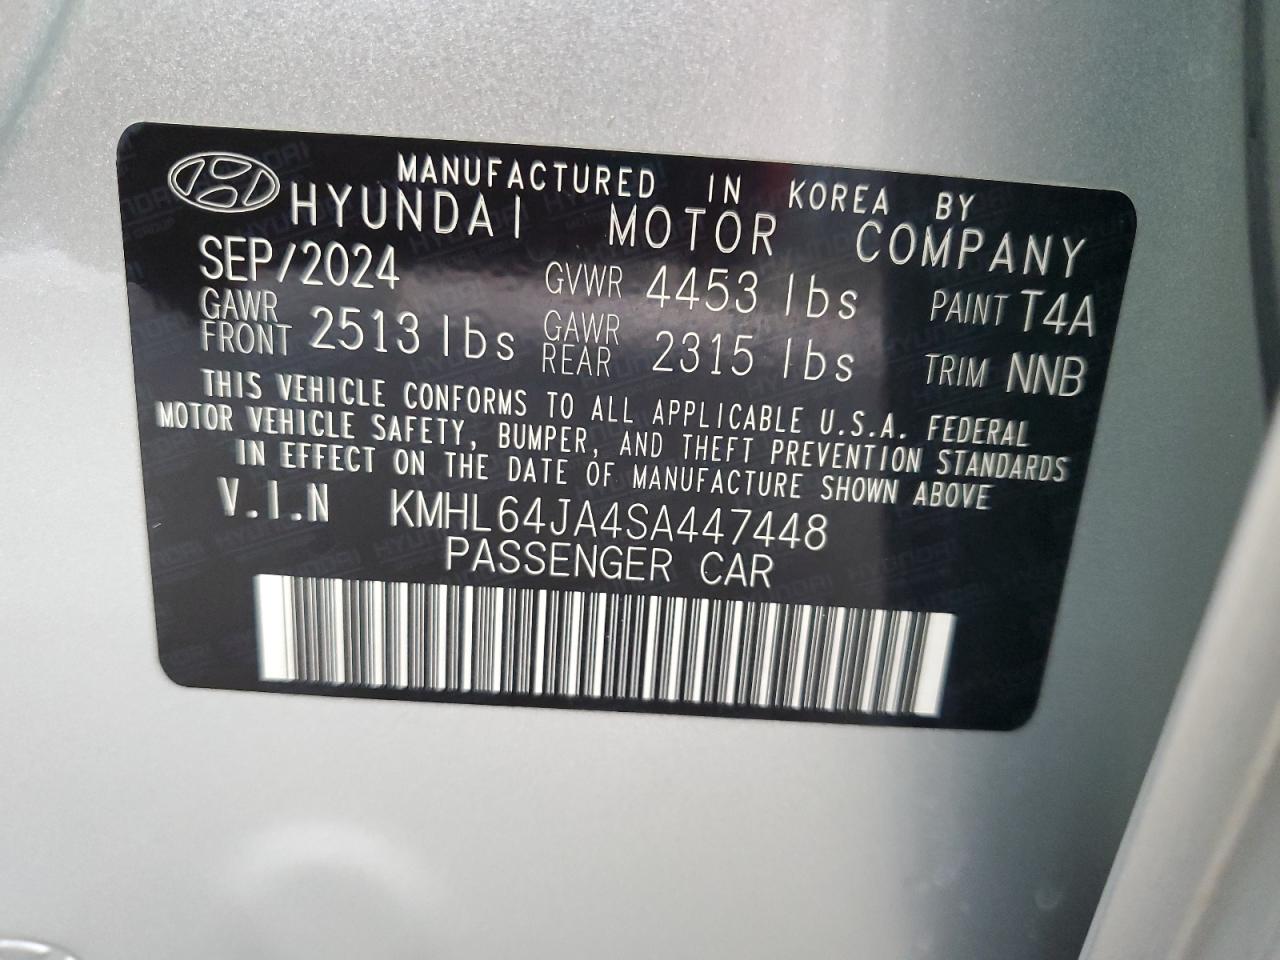 MANUFACTURED IN KOREA BY
HYUNDAI MOTOR COMPANY
SEP/2024 GVWR 4453 lbs PAINT T4A
GAWR FRONT 2513 lbs GAWR REAR 2315 lbs TRIM NNB
THIS VEHICLE CONFORMS TO ALL APPLICABLE U.S.A. FEDERAL
MOTOR VEHICLE SAFETY, BUMPER, AND THEFT PREVENTION STANDARDS
IN EFFECT ON THE DATE OF MANUFACTURE SHOWN ABOVE
V.I.N KMHL64JA4SA447448
PASSENGER CAR